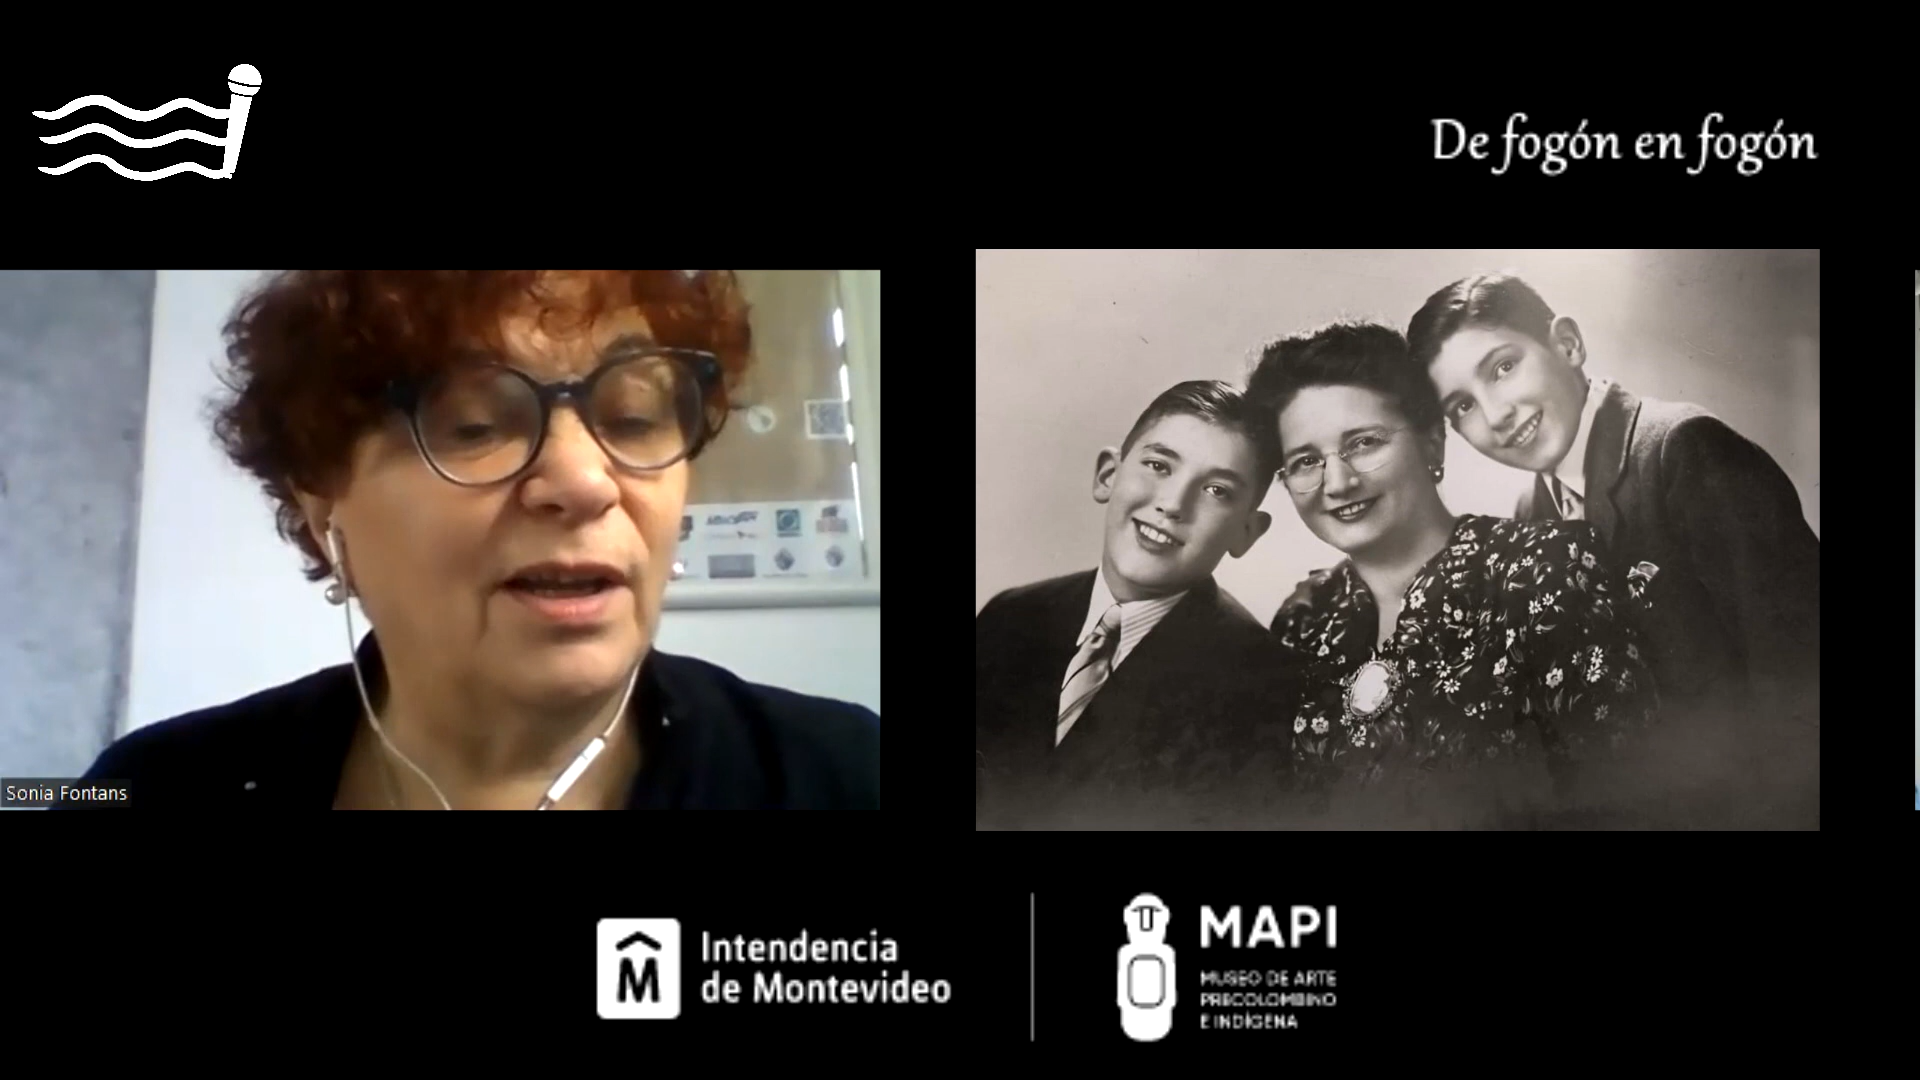 De fogón en fogón
Sonia Fontans
Intendencia
de Montevideo
MAPI
MUSEO DE ARTE
PRECOLOMBINO
E INDÍGENA